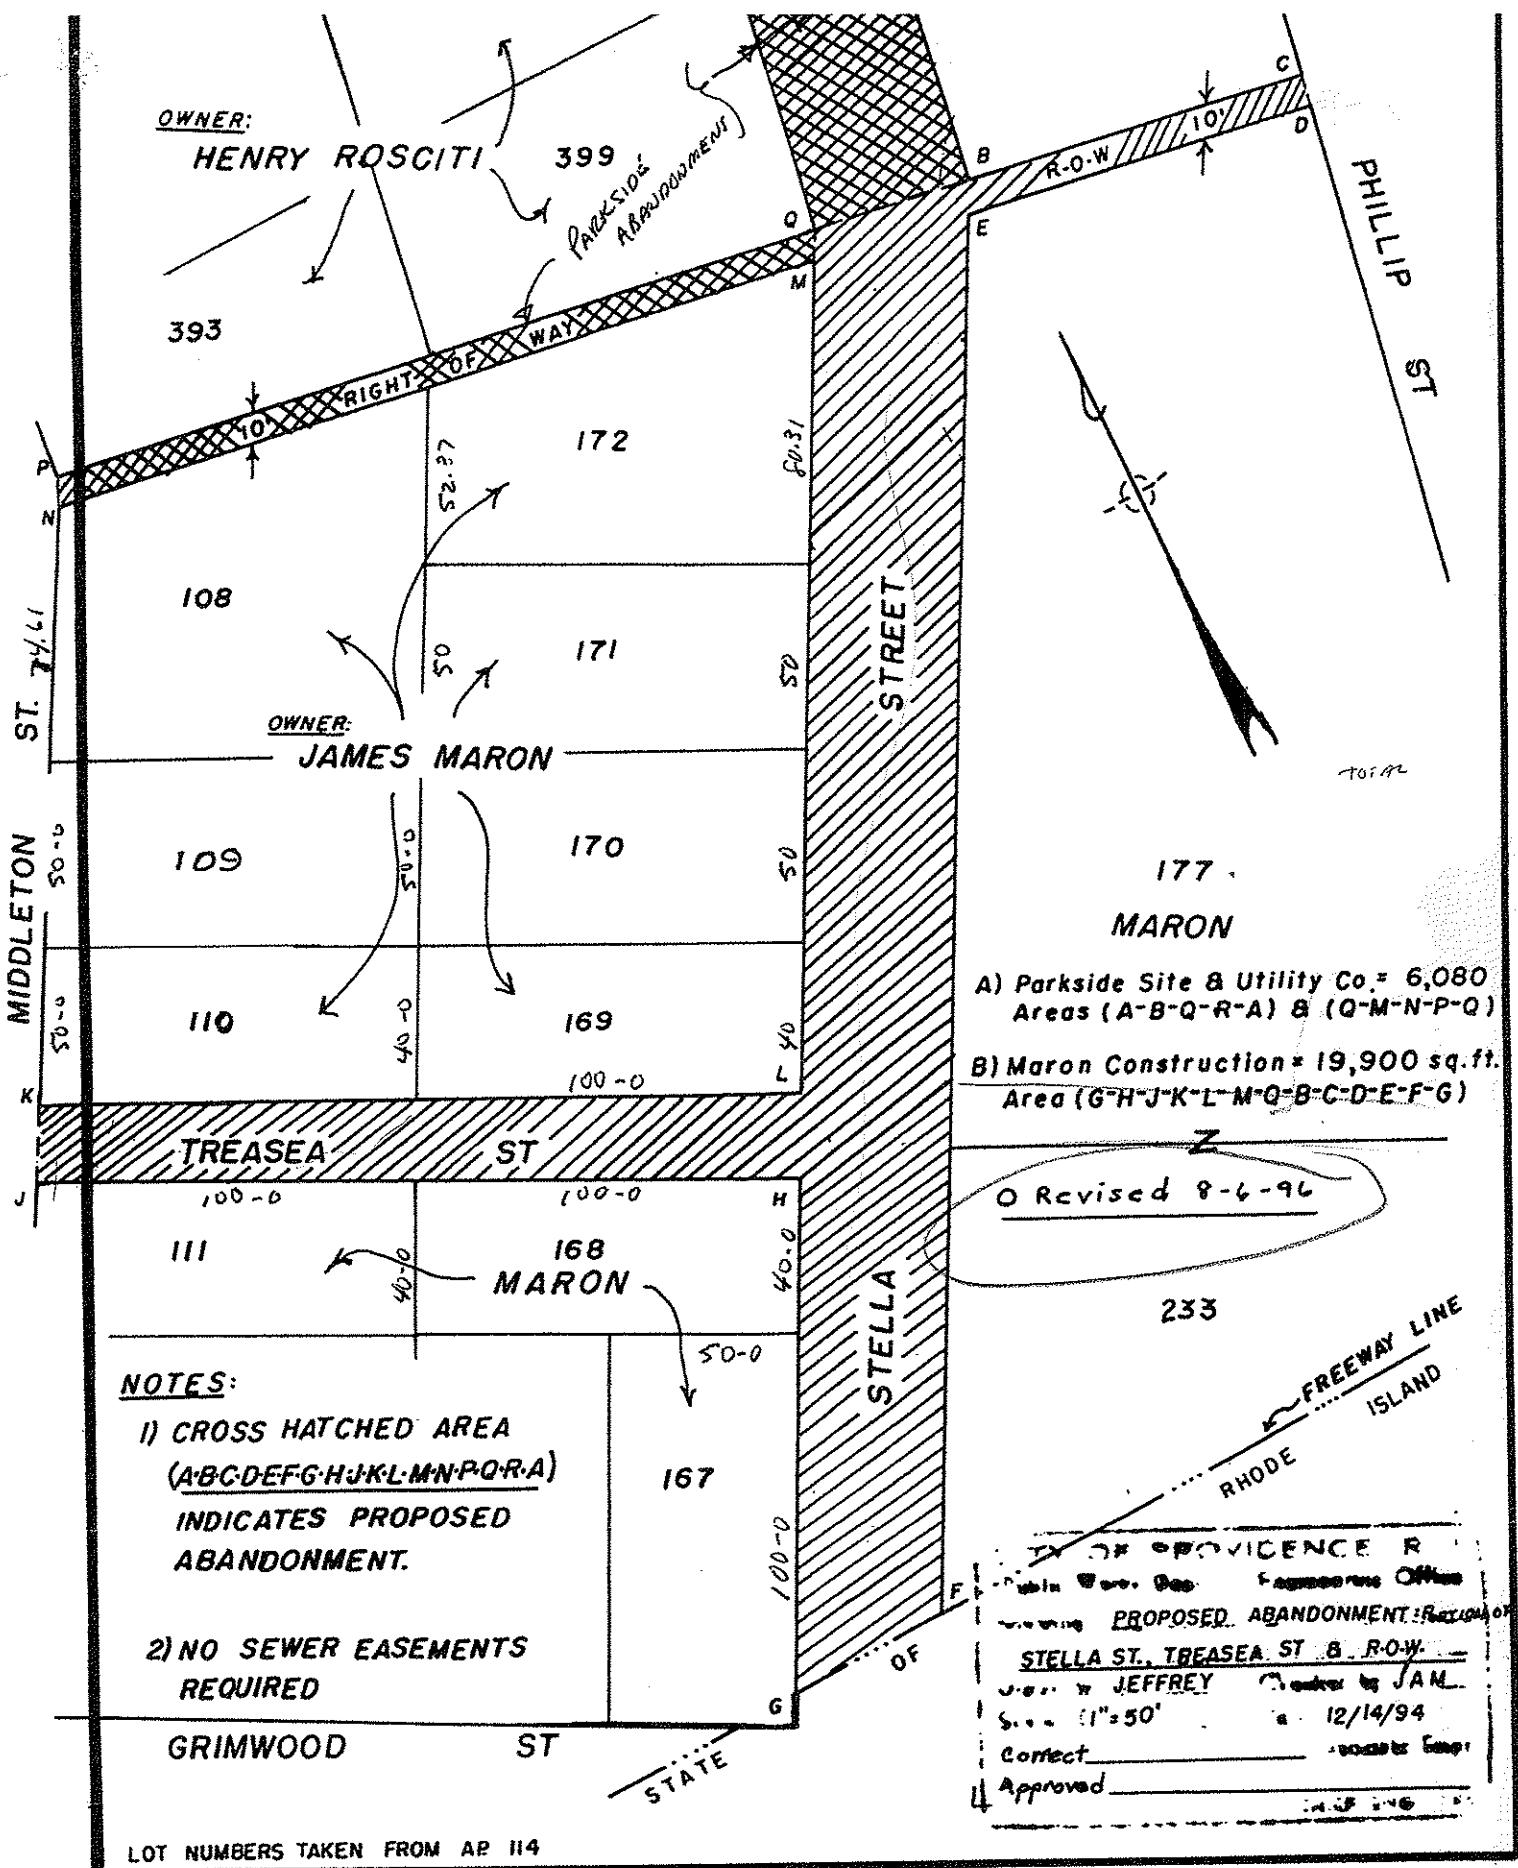 OWNER:
HENRY ROSCITI
399
PARKSIDE
ABANDONMENT
393
C
D
10'
B
R-O-W
E
Q
M
PHILLIP ST
RIGHT OF WAY
10'
P
N
172
52.37
80.31
108
171
50
50
74.61
STREET
OWNER:
JAMES MARON
TOTAL
MIDDLETON ST.
50-0
109
50-0
170
50
177
MARON
A) Parkside Site & Utility Co. = 6,080
Areas (A-B-Q-R-A) & (Q-M-N-P-Q)
50-0
110
40-0
169
40
B) Maron Construction = 19,900 sq.ft.
Area (G-H-J-K-L-M-Q-B-C-D-E-F-G)
K
100-0
L
TREASEA ST
Z
J
100-0
100-0
H
O Revised 8-6-96
111
40-0
168
MARON
40-0
STELLA
233
50-0
FREEWAY LINE
RHODE ISLAND
NOTES:
1) CROSS HATCHED AREA
(A·B·C·D·E·F·G·H·J·K·L·M·N·P·Q·R·A)
INDICATES PROPOSED
ABANDONMENT.
167
100-0
2) NO SEWER EASEMENTS
REQUIRED
F
OF
G
GRIMWOOD ST
STATE
OF PROVIDENCE R
PROPOSED ABANDONMENT:
STELLA ST., TREASEA ST & R.O.W.
JEFFREY by JAM
1"=50' 12/14/94
Correct
Approved
LOT NUMBERS TAKEN FROM AP 114